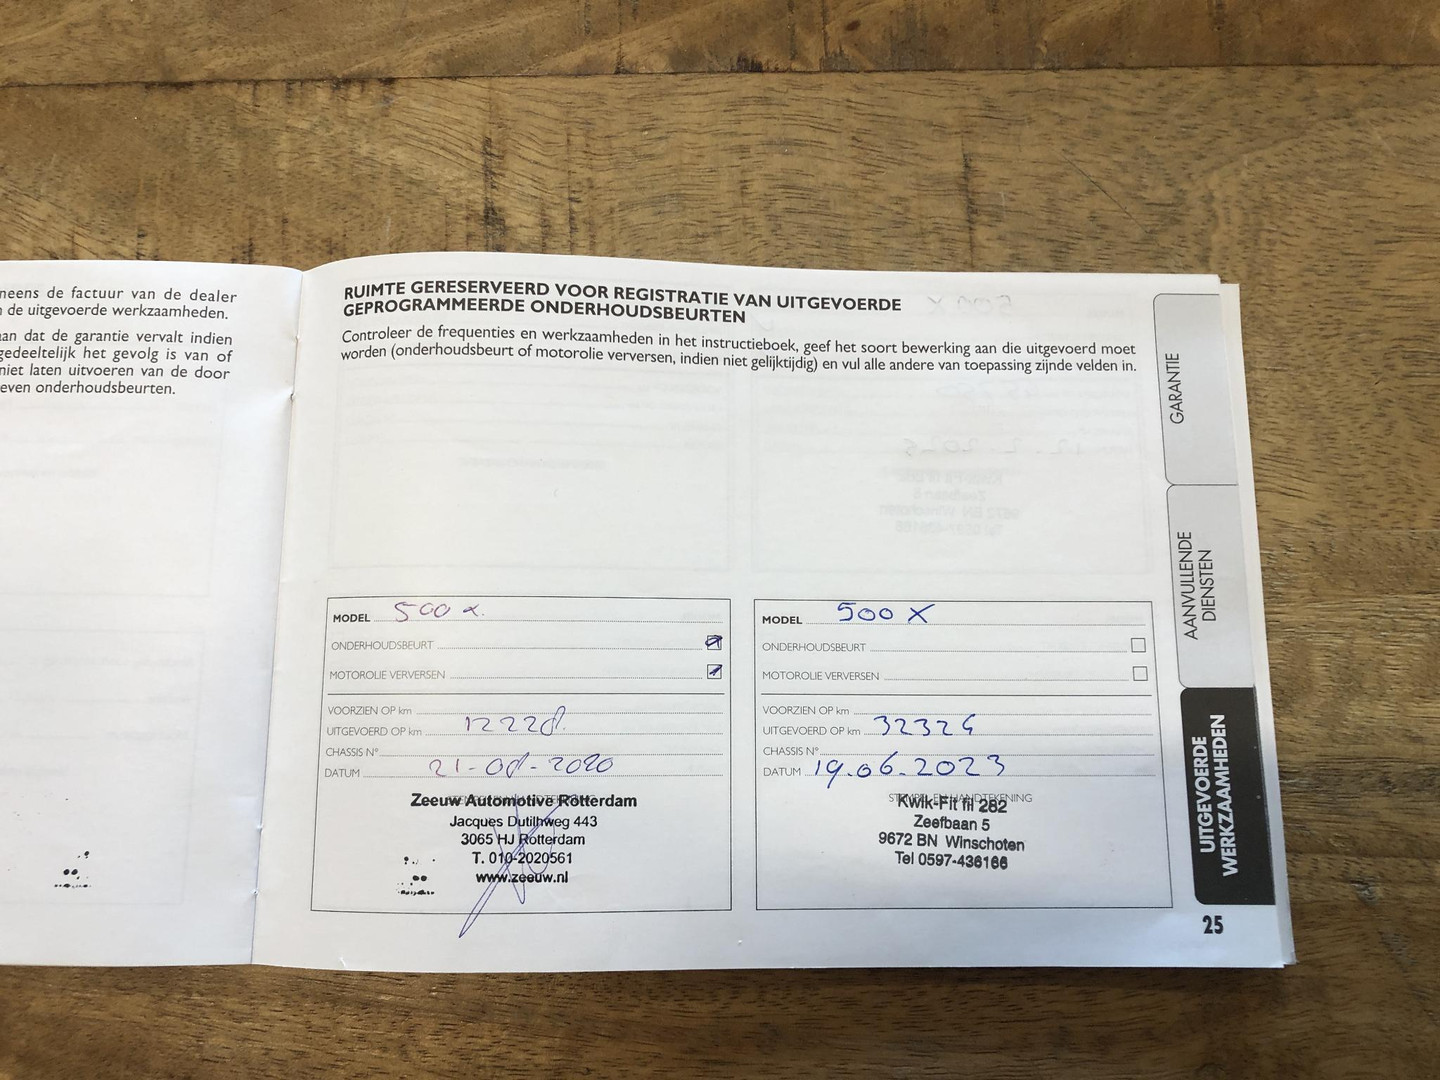 neens de factuur van de dealer
de uitgevoerde werkzaamheden.
aan dat de garantie vervalt indien
gedeeltelijk het gevolg is van of
niet laten uitvoeren van de door
even onderhoudsbeurten.
RUIMTE GERESERVEERD VOOR REGISTRATIE VAN UITGEVOERDE
GEPROGRAMMEERDE ONDERHOUDSBEURTEN
Controleer de frequenties en werkzaamheden in het instructieboek, geef het soort bewerking aan die uitgevoerd moet
worden (onderhoudsbeurt of motorolie verversen, indien niet gelijktijdig) en vul alle andere van toepassing zijnde velden in.
MODEL 500 x.
ONDERHOUDSBEURT
MOTOROLIE VERVERSEN
VOORZIEN OP km
UITGEVOERD OP km 12228.
CHASSIS N°
DATUM 21-08-2020
STEMPEL EN HANDTEKENING
Zeeuw Automotive Rotterdam
Jacques Dutilhweg 443
3065 HJ Rotterdam
T. 010-2020561
www.zeeuw.nl
MODEL 500 X
ONDERHOUDSBEURT
MOTOROLIE VERVERSEN
VOORZIEN OP km
UITGEVOERD OP km
CHASSIS N°
DATUM 19.06.2023
STEMPEL EN HANDTEKENING
Kwik-Fit fil 282
Zeefbaan 5
9672 BN Winschoten
Tel 0597-436166
GARANTIE
AANVULLENDE
DIENSTEN
UITGEVOERDE
WERKZAAMHEDEN
25